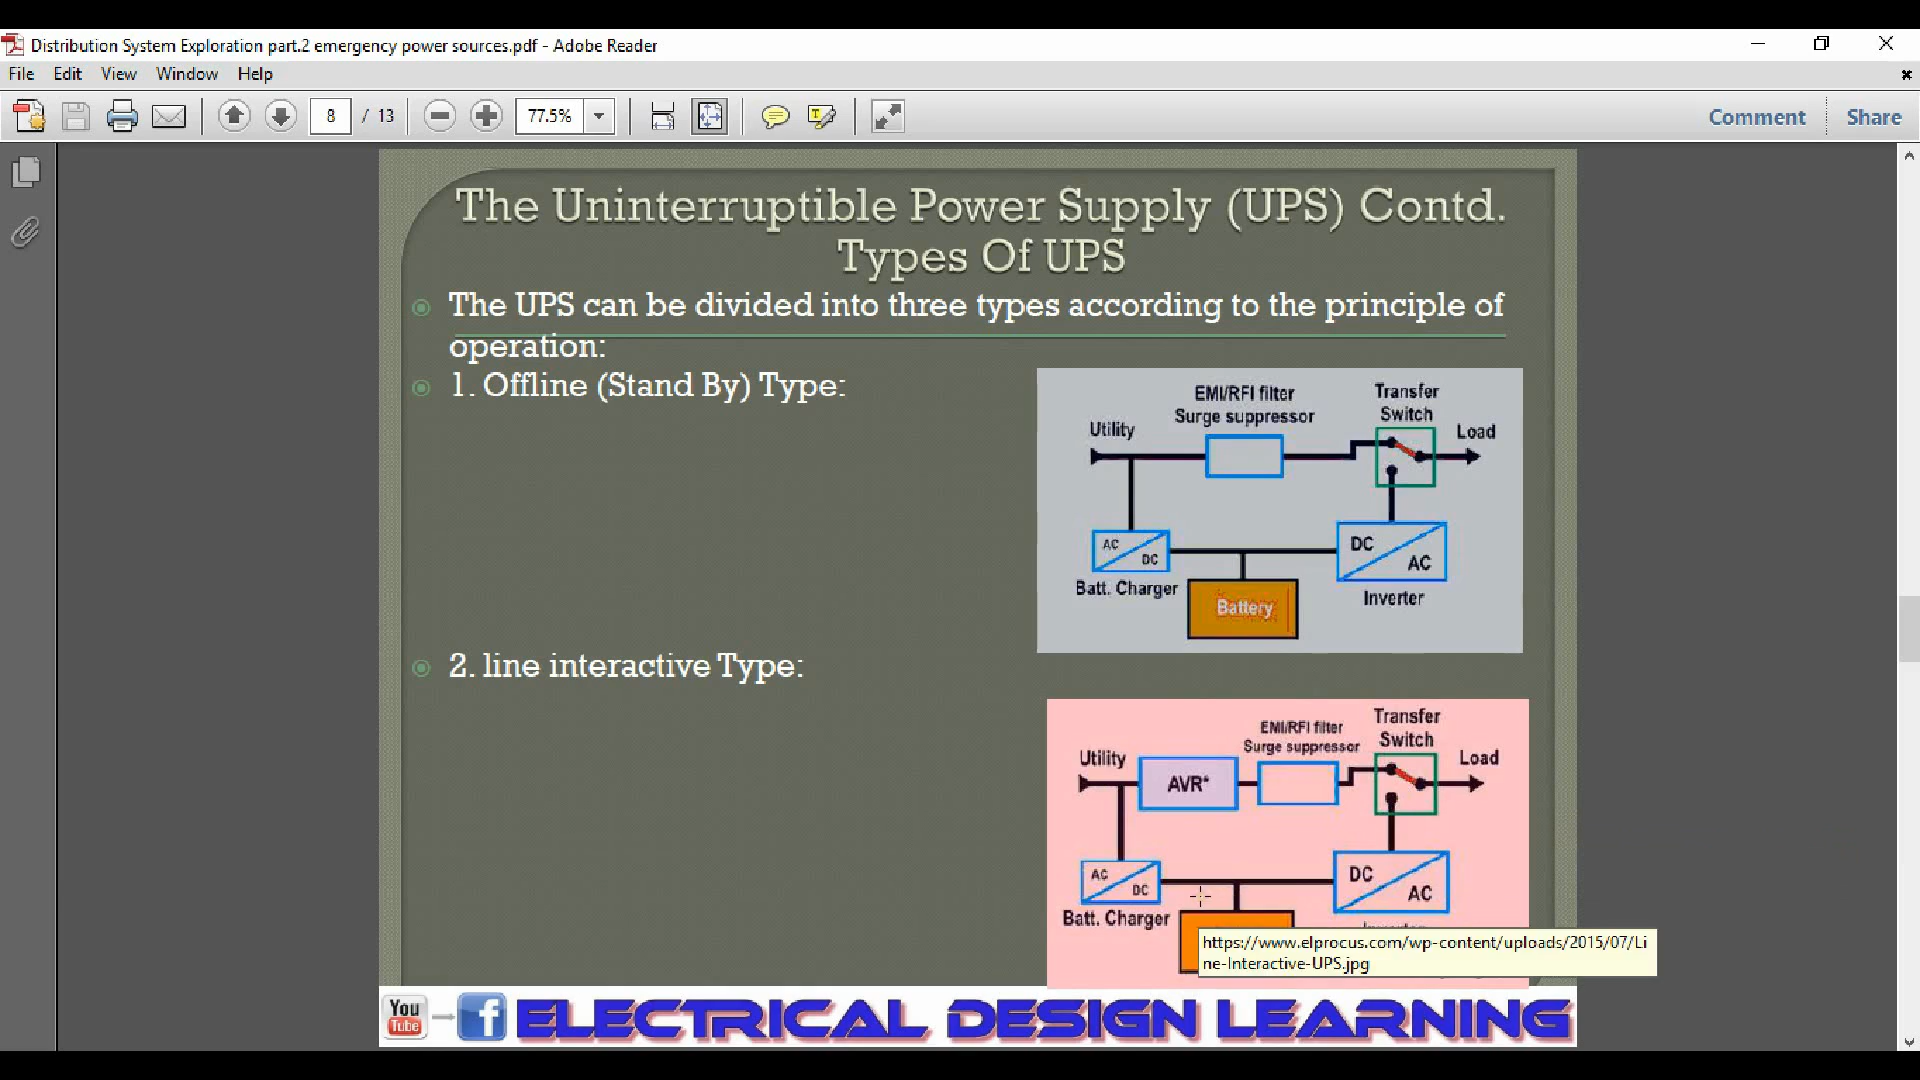 Distribution System Exploration part.2 emergency power sources.pdf - Adobe Reader
File Edit View Window Help
8 / 13 77.5% Comment Share
The Uninterruptible Power Supply (UPS) Contd.
Types Of UPS
The UPS can be divided into three types according to the principle of
operation:
1. Offline (Stand By) Type:
EMI/RFI filter
Surge suppressor
Transfer
Switch
Utility
Load
AC
DC
Batt. Charger
Battery
DC
AC
Inverter
2. line interactive Type:
EMI/RFI filter
Surge suppressor
Transfer
Switch
Utility
AVR*
Load
AC
DC
Batt. Charger
DC
AC
https://www.elprocus.com/wp-content/uploads/2015/07/Li
ne-Interactive-UPS.jpg
You
Tube
f
ELECTRICAL DESIGN LEARNING